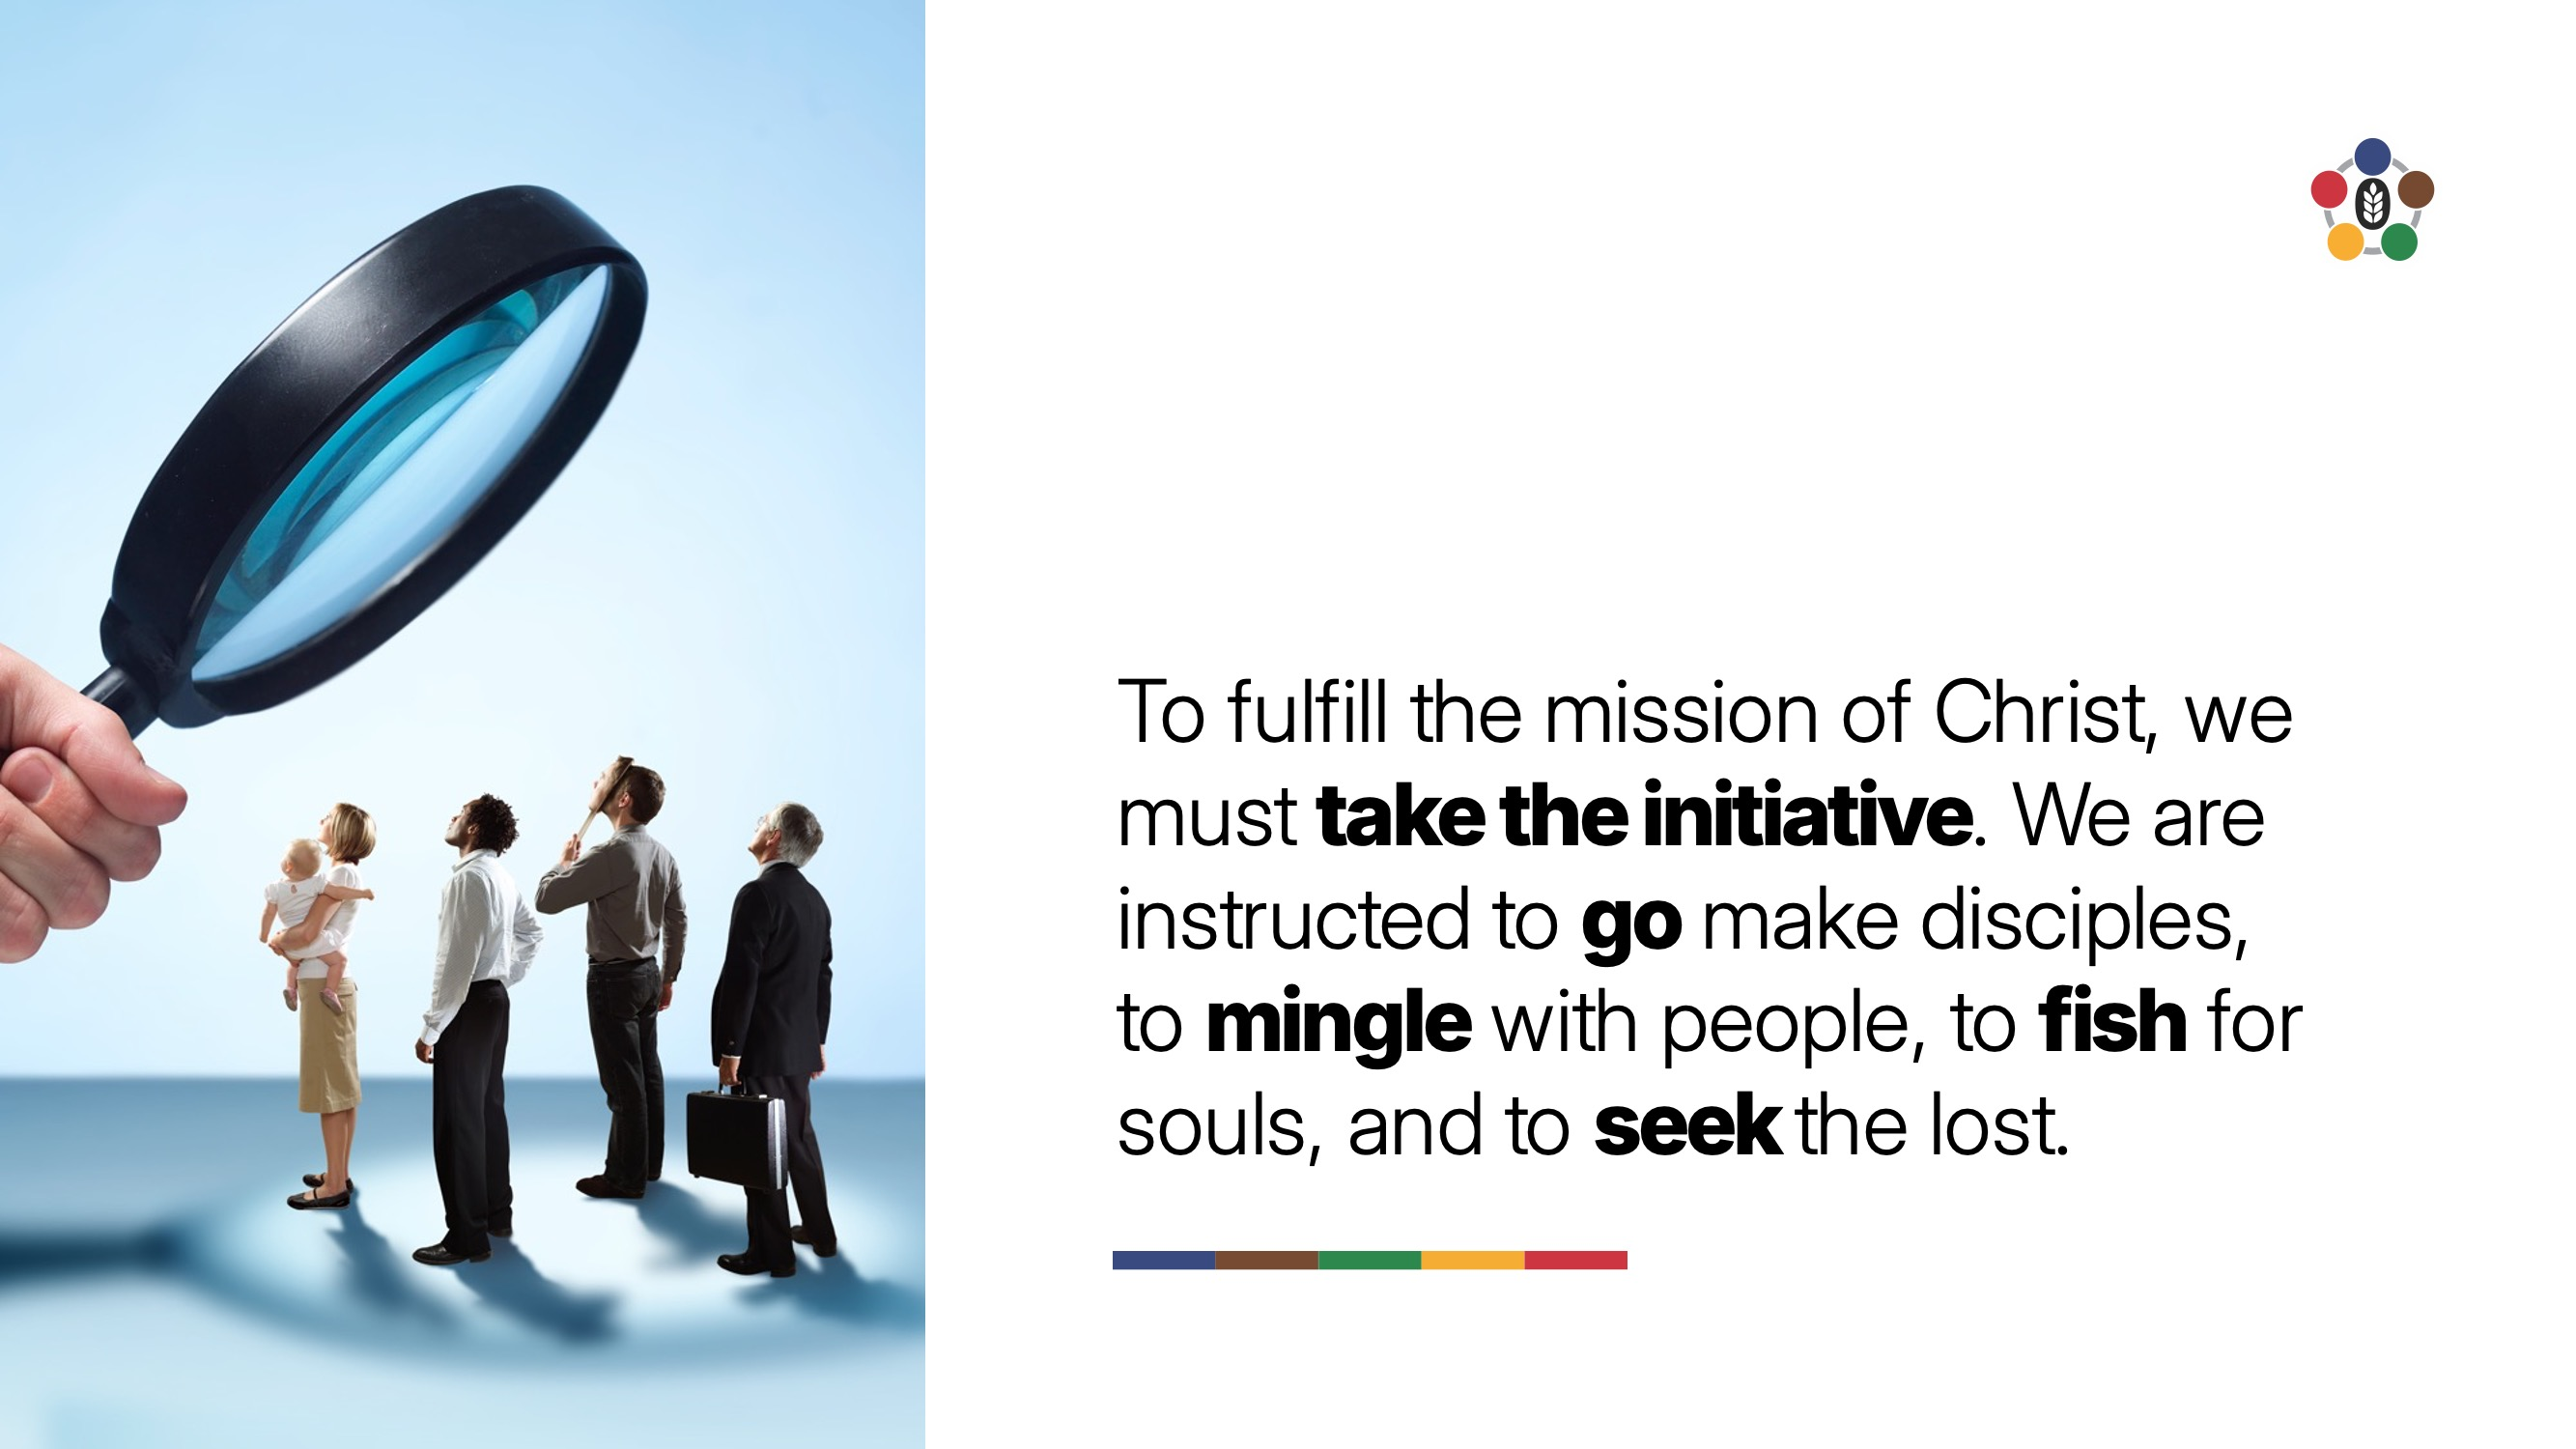 To fulfill the mission of Christ, we
must take the initiative. We are
instructed to go make disciples,
to mingle with people, to fish for
souls, and to seek the lost.